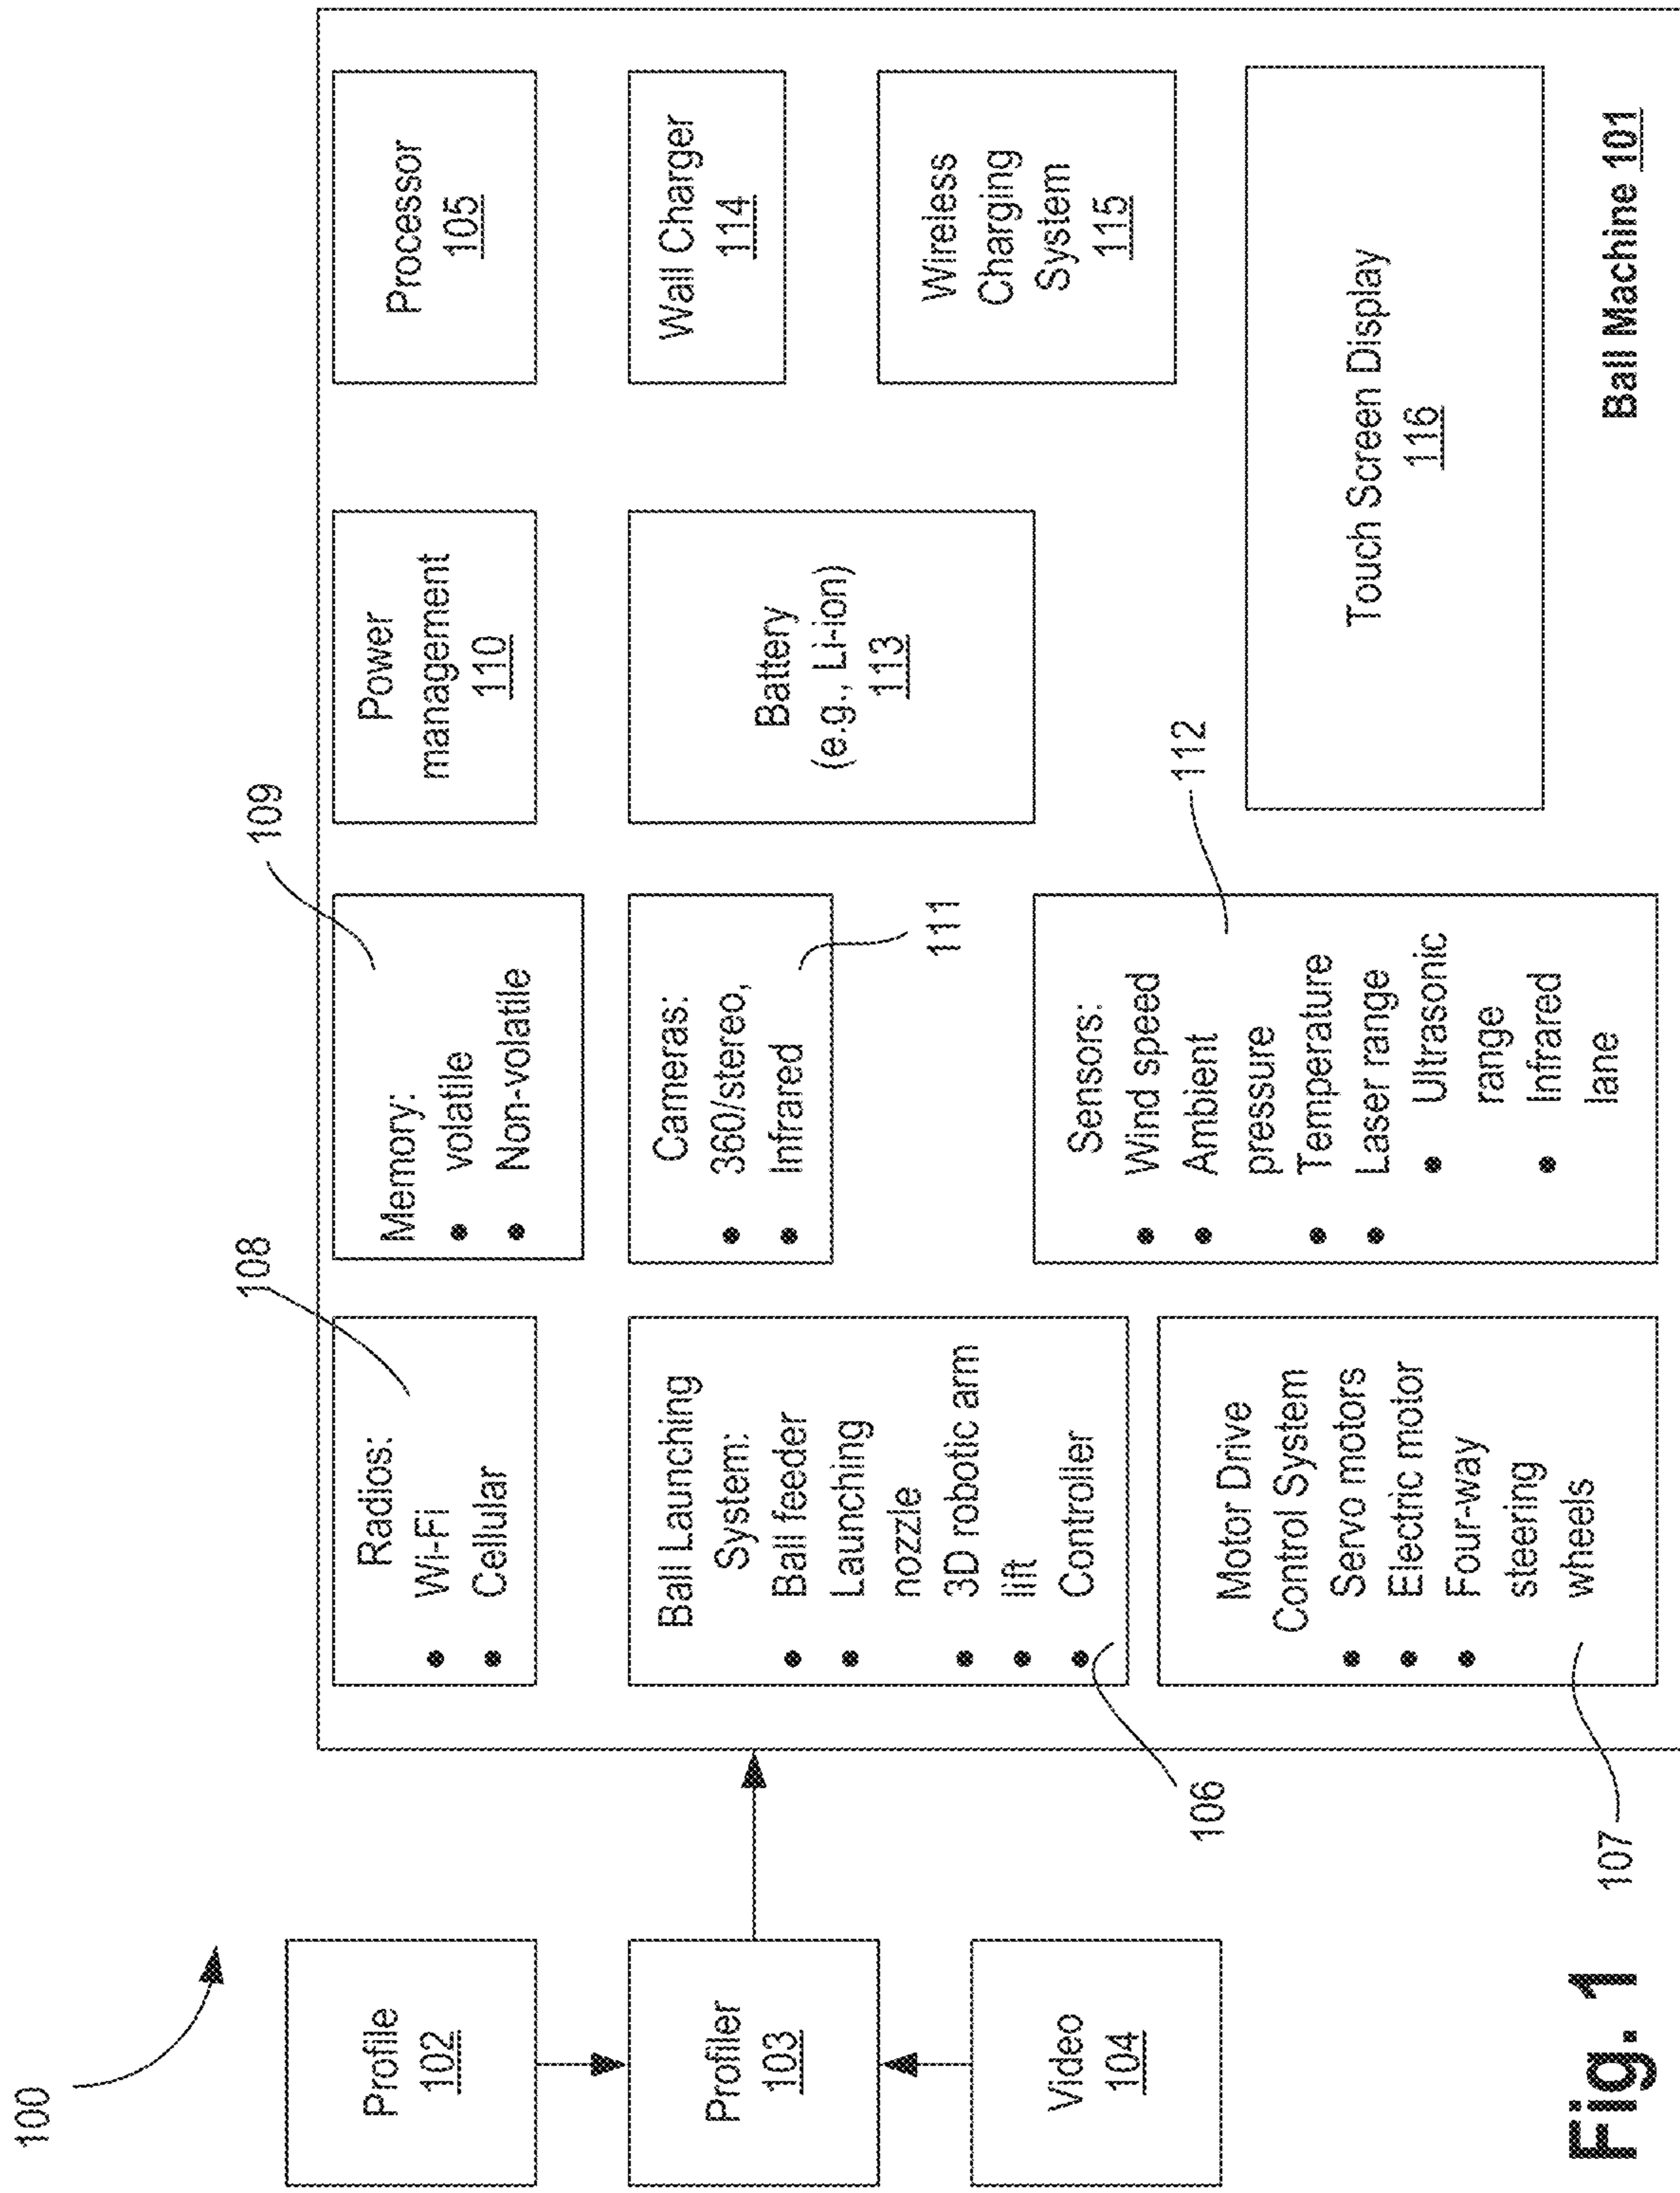 100
Profile
102
Profiler
103
Video
104
108
Radios:
• Wi-Fi
• Cellular
109
Memory:
• volatile
• Non-volatile
Power
management
110
Processor
105
Ball Launching
System:
• Ball feeder
• Launching
nozzle
• 3D robotic arm
• lift
• Controller
106
Cameras:
• 360/stereo,
• Infrared
111
Battery
(e.g., Li-ion)
113
Wall Charger
114
Wireless
Charging
System
115
Motor Drive
Control System
• Servo motors
• Electric motor
• Four-way
steering
wheels
107
Sensors:
• Wind speed
• Ambient
pressure
• Temperature
• Laser range
• Ultrasonic
range
• Infrared
lane
112
Touch Screen Display
116
Ball Machine 101
Fig. 1